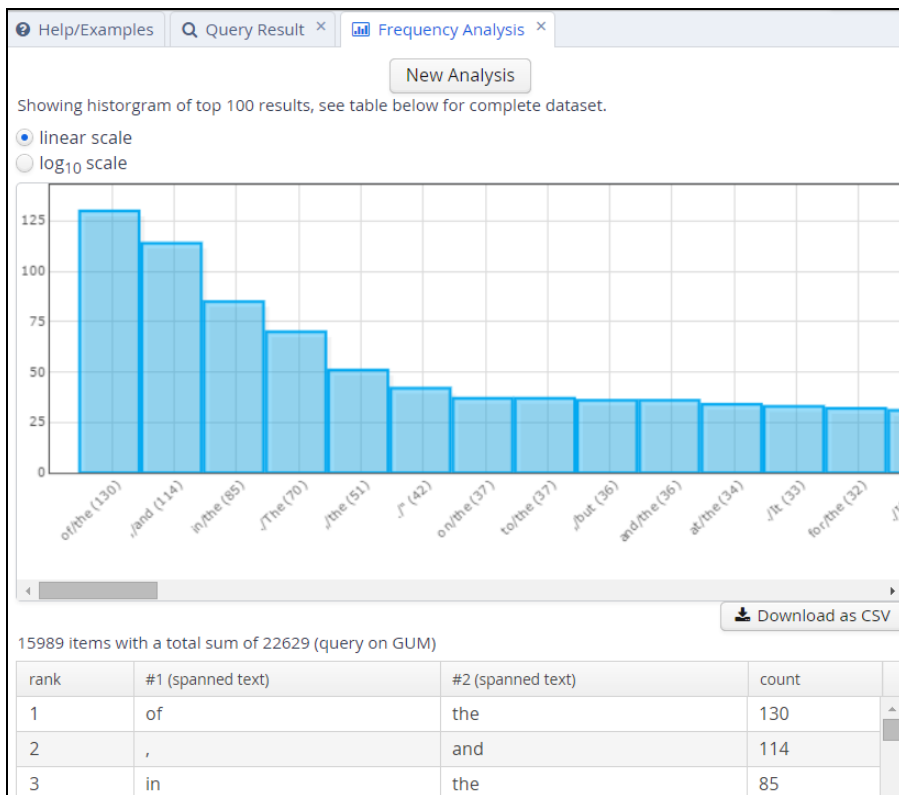 Help/Examples Query Result × Frequency Analysis ×
New Analysis
Showing historgram of top 100 results, see table below for complete dataset.
linear scale
log10 scale
125
100
75
50
25
0
of/the (130) ,/and (114) in/the (85) ./The (70) ,/the (51) on/the (37) to/the (37) ,/but (36) and/the (36) at/the (34) ./It (33) for/the (32)
Download as CSV
15989 items with a total sum of 22629 (query on GUM)
rank #1 (spanned text) #2 (spanned text) count
1 of the 130
2 , and 114
3 in the 85